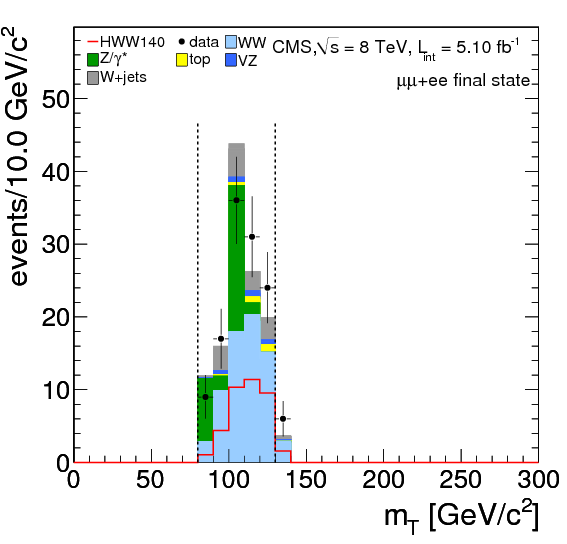 HWW140 data WW CMS,√s = 8 TeV, L_int = 5.10 fb⁻¹
Z/γ* top VZ
W+jets μμ+ee final state
events/10.0 GeV/c²
50
40
30
20
10
0
0 50 100 150 200 250 300
m_T [GeV/c²]